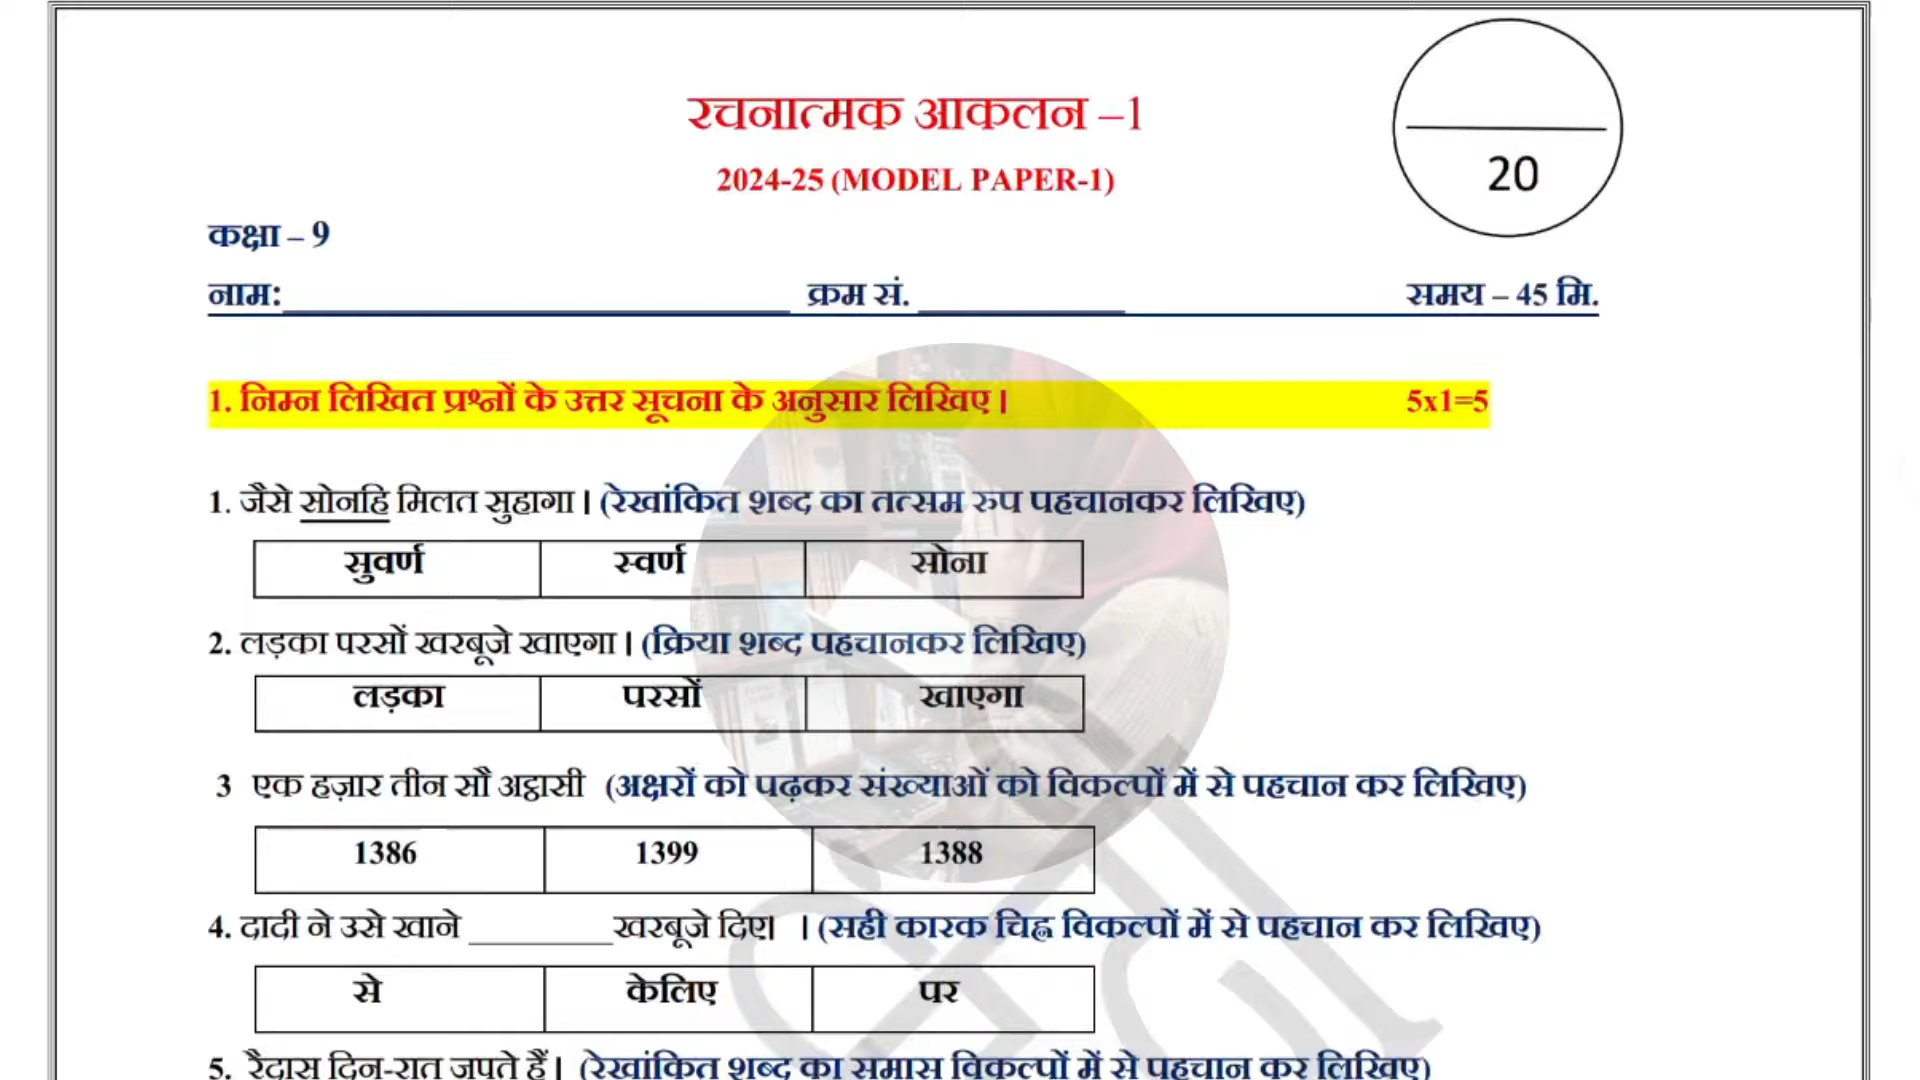 रचनात्मक आकलन –1
2024-25 (MODEL PAPER-1)
20
कक्षा – 9
नाम:__________________ क्रम सं. __________ समय – 45 मि.
1. निम्न लिखित प्रश्नों के उत्तर सूचना के अनुसार लिखिए। 5x1=5
1. जैसे सोनहि मिलत सुहागा। (रेखांकित शब्द का तत्सम रुप पहचानकर लिखिए)
सुवर्ण स्वर्ण सोना
2. लड़का परसों खरबूजे खाएगा। (क्रिया शब्द पहचानकर लिखिए)
लड़का परसों खाएगा
3 एक हज़ार तीन सौ अट्ठासी (अक्षरों को पढ़कर संख्याओं को विकल्पों में से पहचान कर लिखिए)
1386 1399 1388
4. दादी ने उसे खाने _________खरबूजे दिए। । (सही कारक चिह्न विकल्पों में से पहचान कर लिखिए)
से केलिए पर
5. रैदास दिन-रात जपते हैं। (रेखांकित शब्द का समास विकल्पों में से पहचान कर लिखिए)